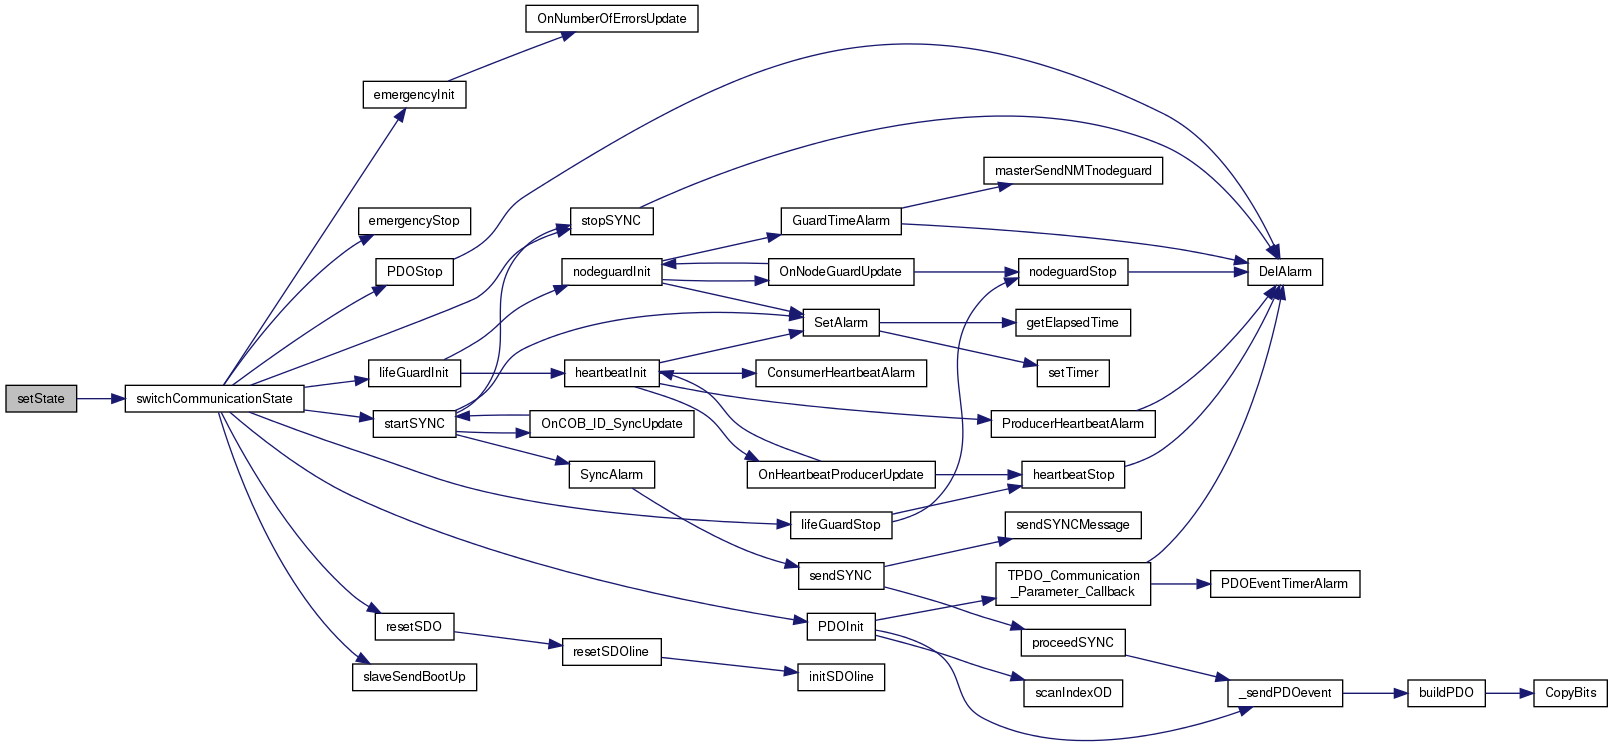 OnNumberOfErrorsUpdate
emergencyInit
masterSendNMTnodeguard
emergencyStop
stopSYNC
GuardTimeAlarm
PDOStop
nodeguardInit
OnNodeGuardUpdate
nodeguardStop
DelAlarm
SetAlarm
getElapsedTime
lifeGuardInit
heartbeatInit
ConsumerHeartbeatAlarm
setTimer
setState
switchCommunicationState
startSYNC
OnCOB_ID_SyncUpdate
ProducerHeartbeatAlarm
SyncAlarm
OnHeartbeatProducerUpdate
heartbeatStop
lifeGuardStop
sendSYNCMessage
sendSYNC
TPDO_Communication
_Parameter_Callback
PDOEventTimerAlarm
resetSDO
PDOInit
proceedSYNC
resetSDOline
slaveSendBootUp
initSDOline
scanIndexOD
_sendPDOevent
buildPDO
CopyBits